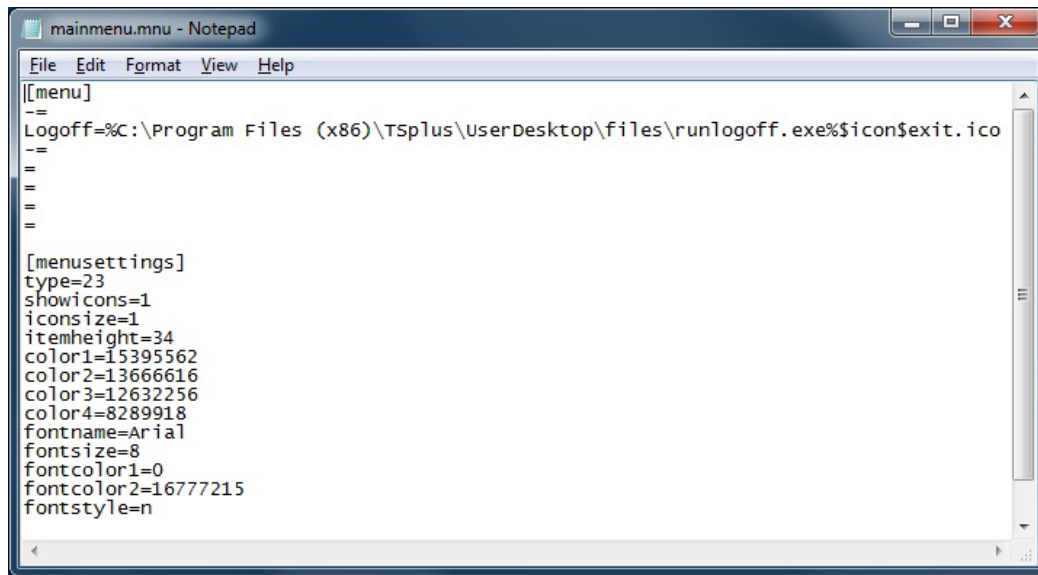 mainmenu.mnu - Notepad
File Edit Format View Help
[menu]
-=
Logoff=%C:\Program Files (x86)\TSplus\UserDesktop\files\runlogoff.exe%$icon$exit.ico
-=
=
=
=
=
[menusettings]
type=23
showicons=1
iconsize=1
itemheight=34
color1=15395562
color2=13666616
color3=12632256
color4=8289918
fontname=Arial
fontsize=8
fontcolor1=0
fontcolor2=16777215
fontstyle=n